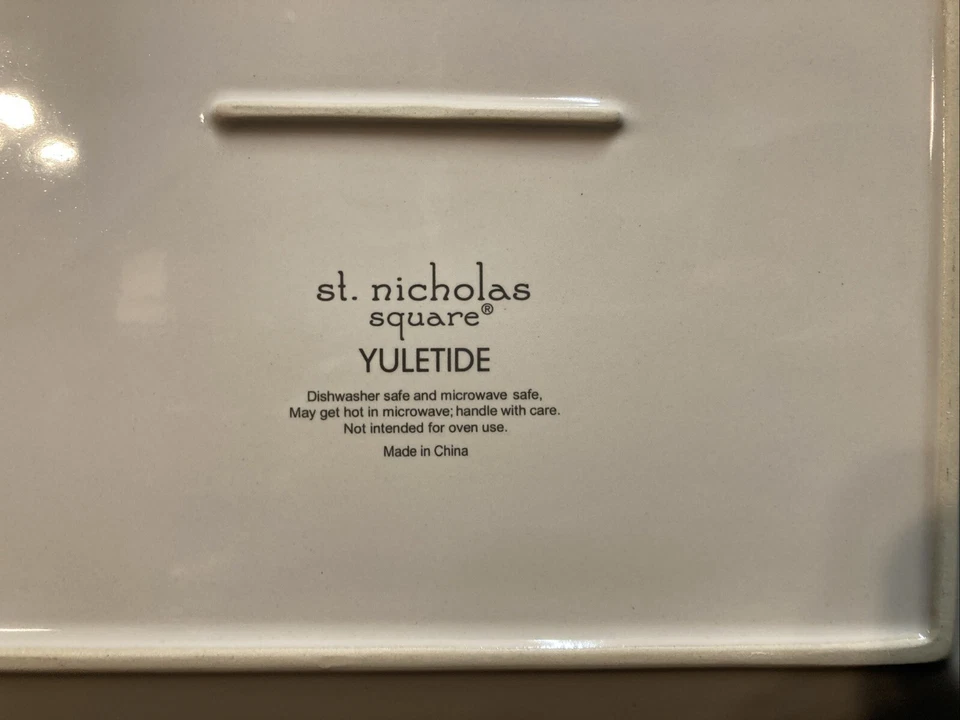 st. nicholas
square®
YULETIDE
Dishwasher safe and microwave safe,
May get hot in microwave; handle with care.
Not intended for oven use.
Made in China